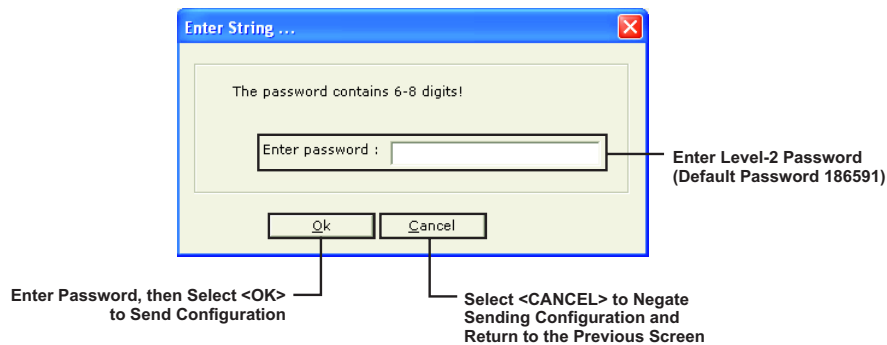 Enter String ...
The password contains 6-8 digits!
Enter password :
Enter Level-2 Password
(Default Password 186591)
Ok
Cancel
Enter Password, then Select <OK>
to Send Configuration
Select <CANCEL> to Negate
Sending Configuration and
Return to the Previous Screen